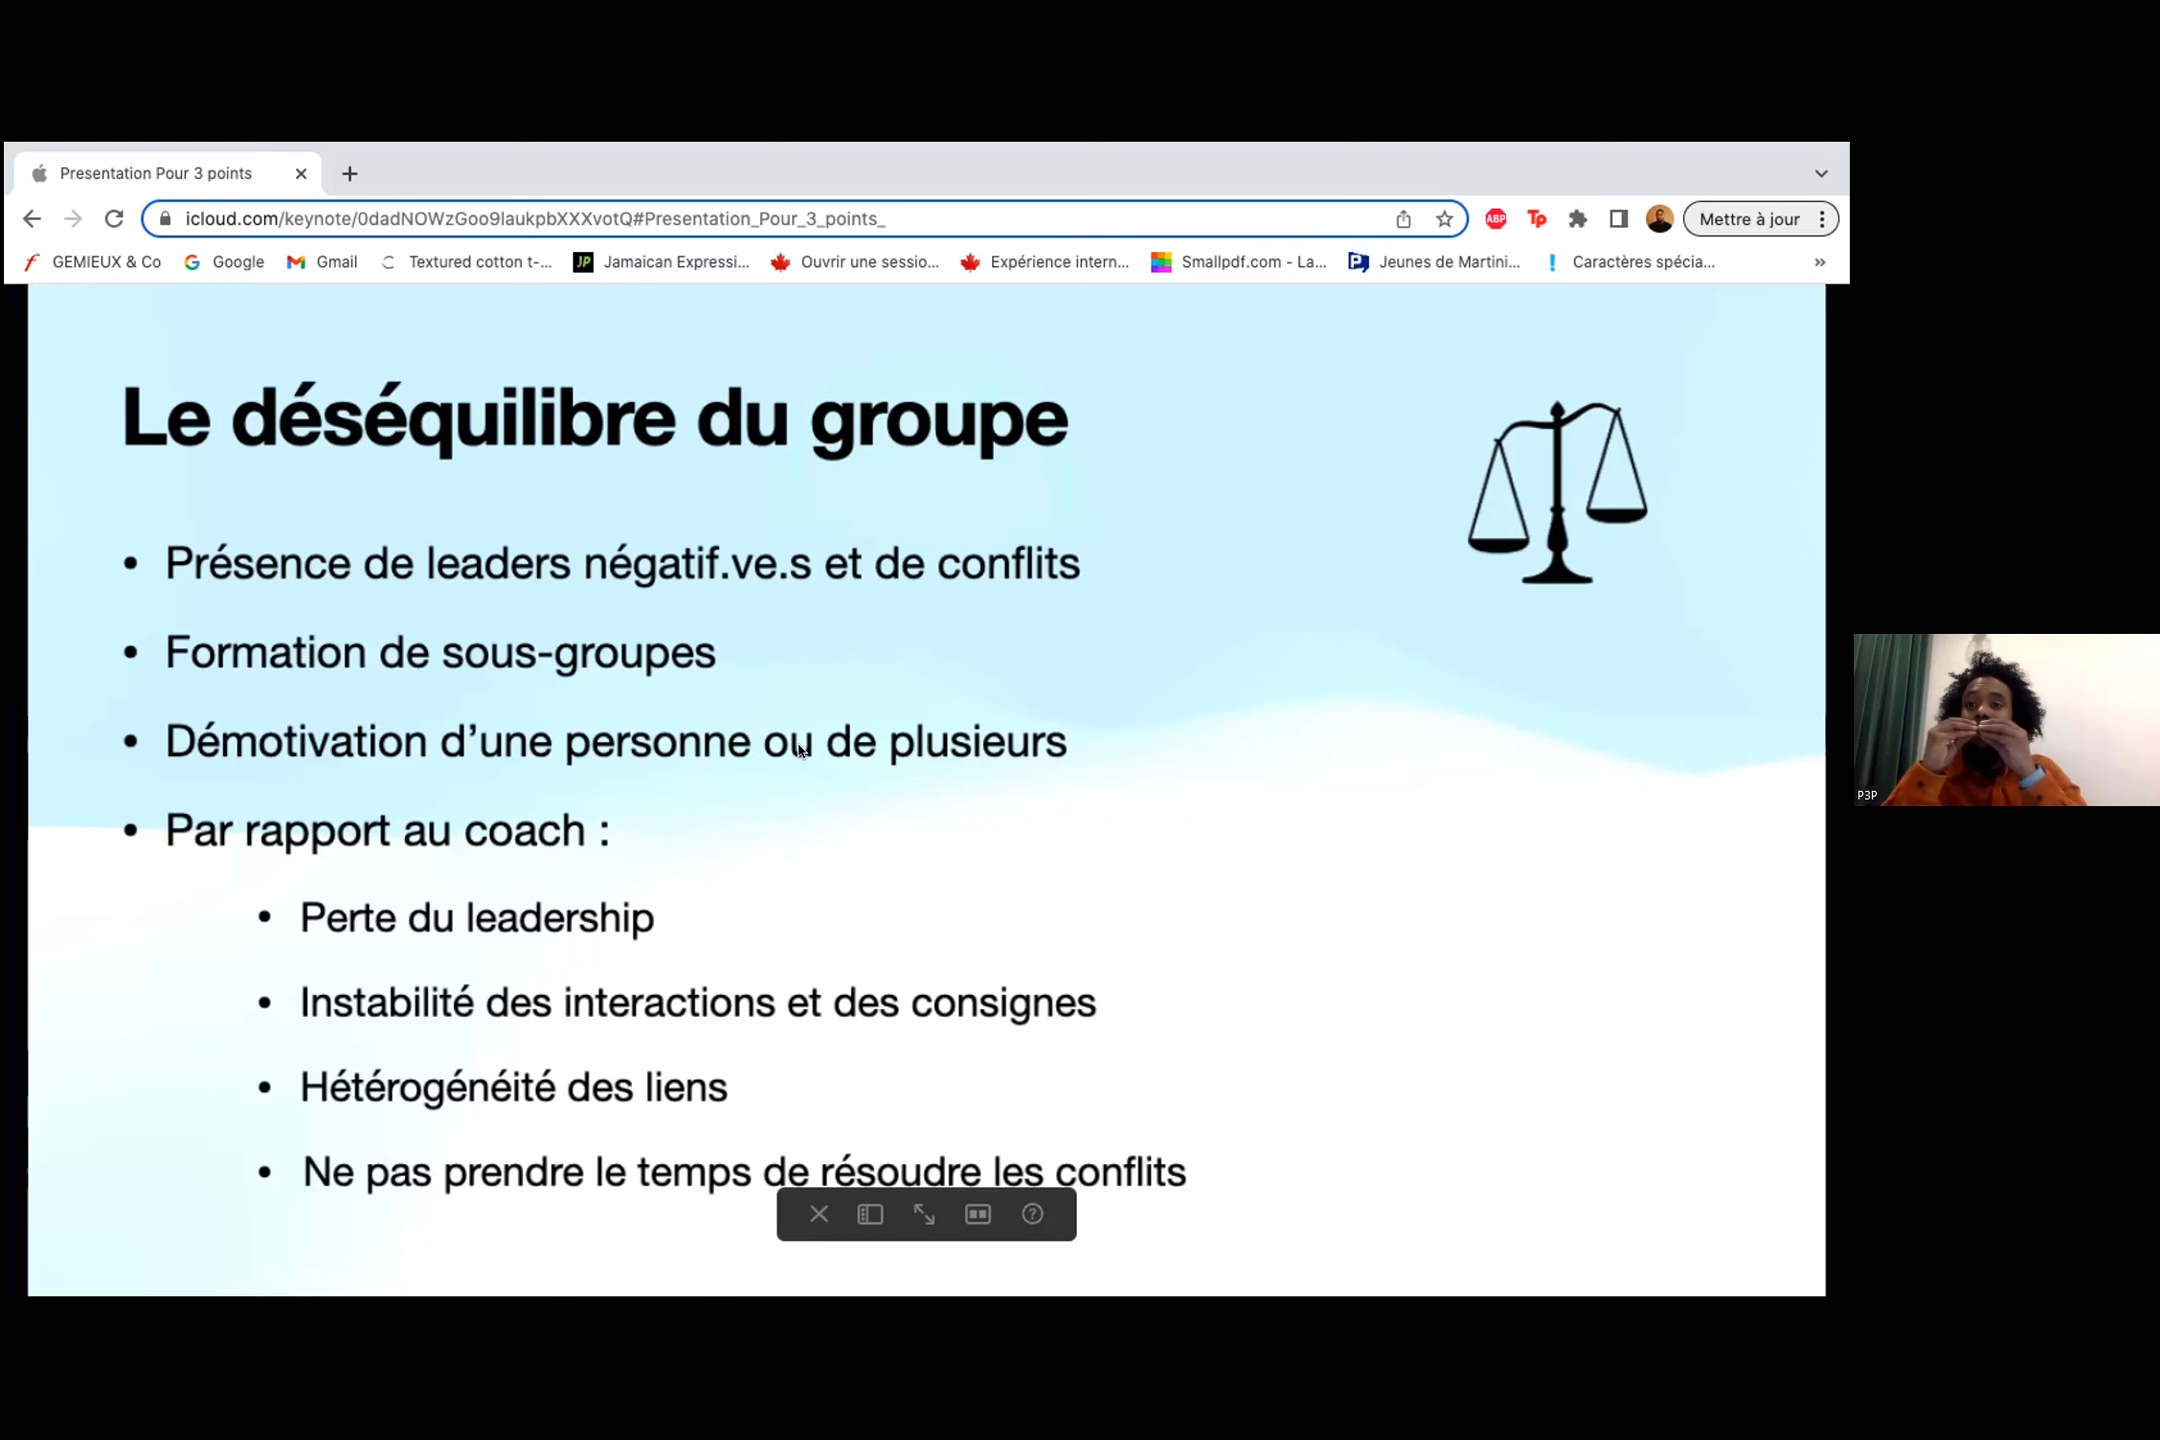 Presentation Pour 3 points
icloud.com/keynote/0dadNOWzGoo9laukpbXXXvotQ#Presentation_Pour_3_points_
ABP
Tp
Mettre à jour
f GEMIEUX & Co
G Google
M Gmail
Textured cotton t-...
JP Jamaican Expressi...
Ouvrir une sessio...
Expérience intern...
Smallpdf.com - La...
P Jeunes de Martini...
! Caractères spécia...
»
Le déséquilibre du groupe
• Présence de leaders négatif.ve.s et de conflits
• Formation de sous-groupes
• Démotivation d’une personne ou de plusieurs
• Par rapport au coach :
• Perte du leadership
• Instabilité des interactions et des consignes
• Hétérogénéité des liens
• Ne pas prendre le temps de résoudre les conflits
P3P